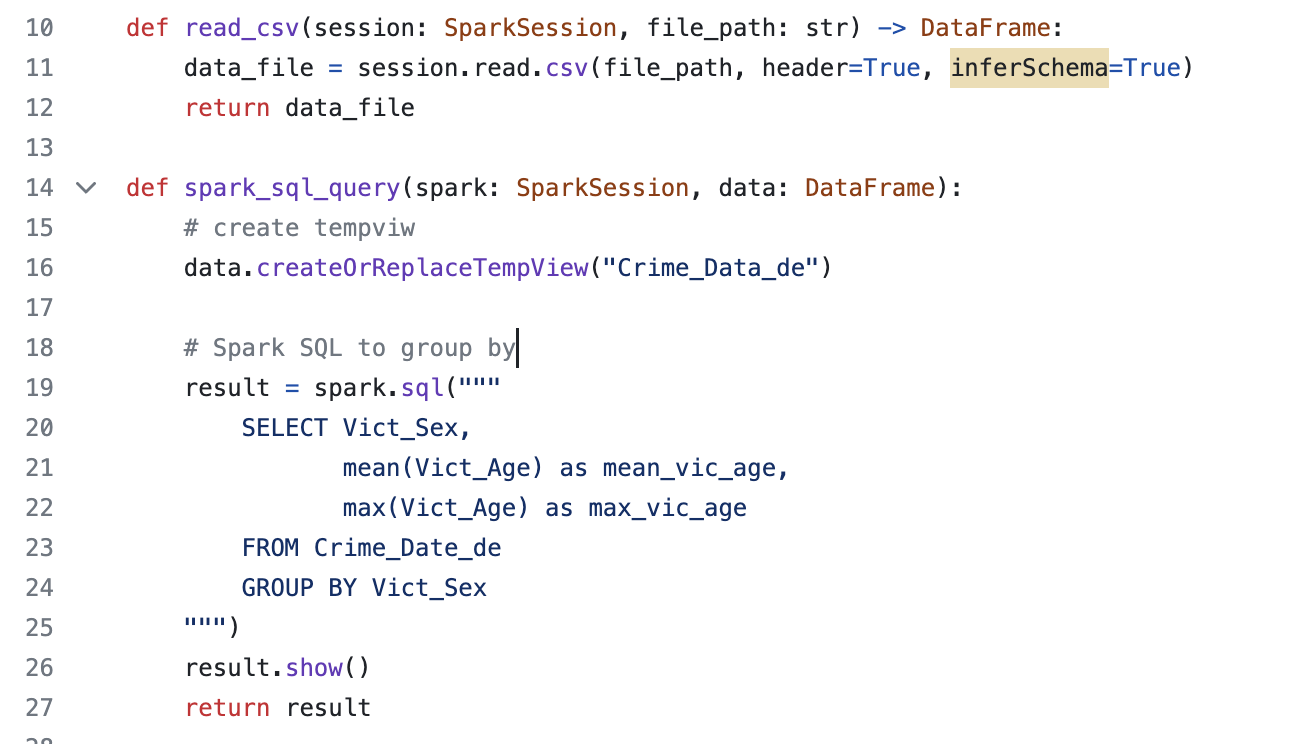 10 def read_csv(session: SparkSession, file_path: str) -> DataFrame:
11 data_file = session.read.csv(file_path, header=True, inferSchema=True)
12 return data_file
13
14 def spark_sql_query(spark: SparkSession, data: DataFrame):
15 # create tempviw
16 data.createOrReplaceTempView("Crime_Data_de")
17
18 # Spark SQL to group by
19 result = spark.sql("""
20 SELECT Vict_Sex,
21 mean(Vict_Age) as mean_vic_age,
22 max(Vict_Age) as max_vic_age
23 FROM Crime_Date_de
24 GROUP BY Vict_Sex
25 """)
26 result.show()
27 return result